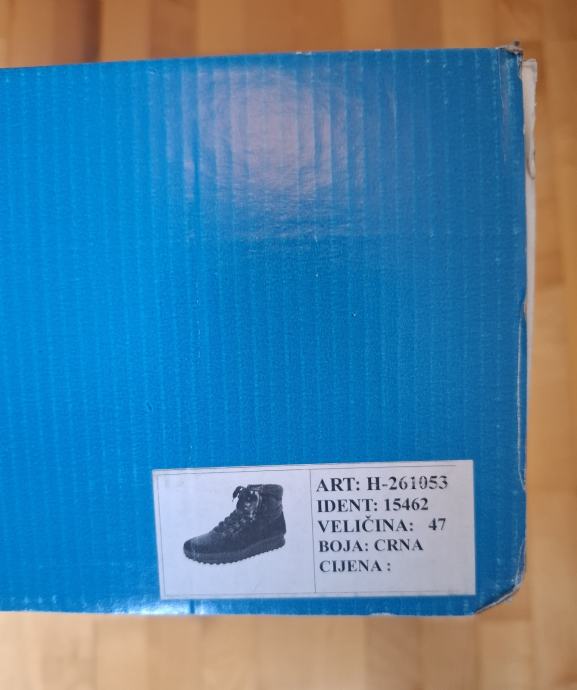 ART: H-261053
IDENT: 15462
VELIČINA: 47
BOJA: CRNA
CIJENA :